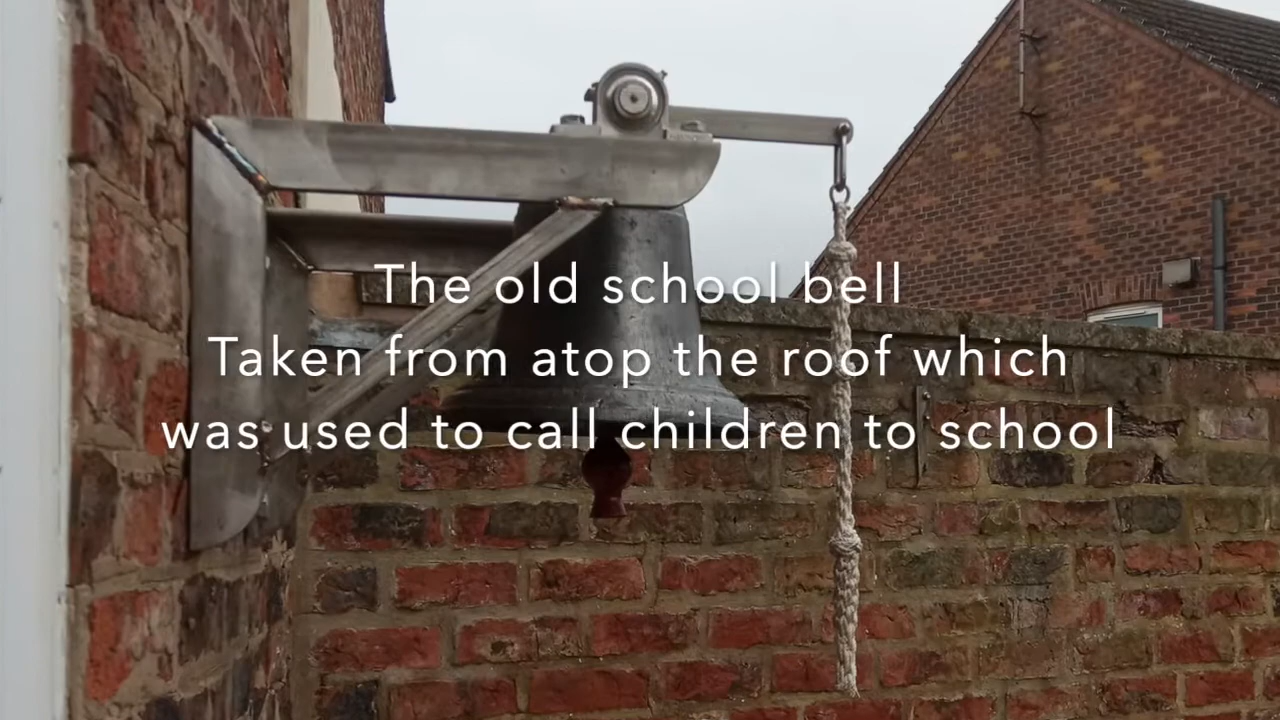 The old school bell
Taken from atop the roof which
was used to call children to school